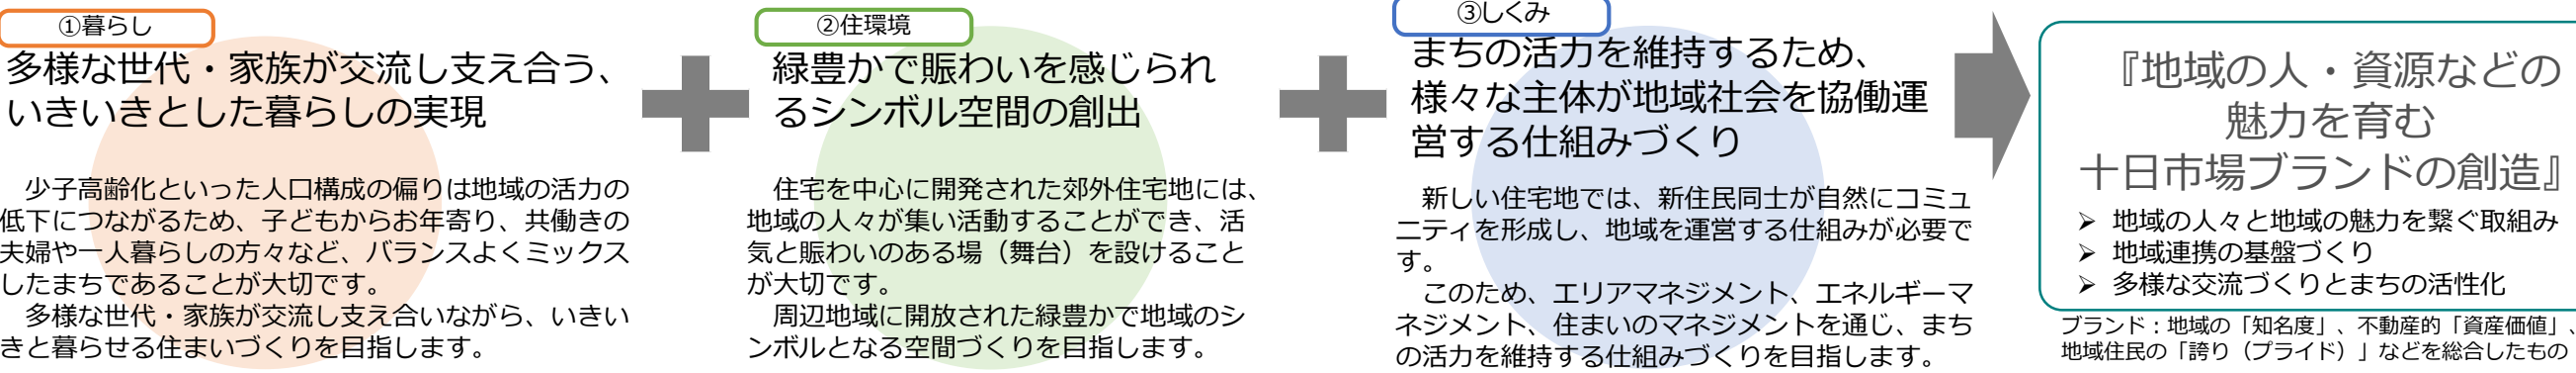 ①暮らし
多様な世代・家族が交流し支え合う、
いきいきとした暮らしの実現
少子高齢化といった人口構成の偏りは地域の活力の
低下につながるため、子どもからお年寄り、共働きの
夫婦や一人暮らしの方々など、バランスよくミックス
したまちであることが大切です。
多様な世代・家族が交流し支え合いながら、いきい
きと暮らせる住まいづくりを目指します。
②住環境
緑豊かで賑わいを感じられ
るシンボル空間の創出
住宅を中心に開発された郊外住宅地には、
地域の人々が集い活動することができ、活
気と賑わいのある場（舞台）を設けること
が大切です。
周辺地域に開放された緑豊かで地域のシ
ンボルとなる空間づくりを目指します。
③しくみ
まちの活力を維持するため、
様々な主体が地域社会を協働運
営する仕組みづくり
新しい住宅地では、新住民同士が自然にコミュ
ニティを形成し、地域を運営する仕組みが必要で
す。
このため、エリアマネジメント、エネルギーマ
ネジメント、住まいのマネジメントを通じ、まち
の活力を維持する仕組みづくりを目指します。
『地域の人・資源などの
魅力を育む
十日市場ブランドの創造』
➢ 地域の人々と地域の魅力を繋ぐ取組み
➢ 地域連携の基盤づくり
➢ 多様な交流づくりとまちの活性化
ブランド：地域の「知名度」、不動産的「資産価値」、
地域住民の「誇り（プライド）」などを総合したもの